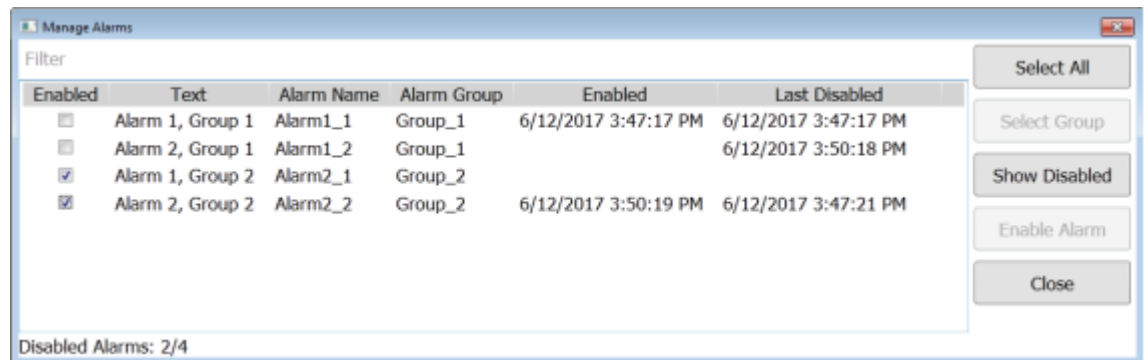 Manage Alarms
Filter
Select All
Enabled Text Alarm Name Alarm Group Enabled Last Disabled
Alarm 1, Group 1 Alarm1_1 Group_1 6/12/2017 3:47:17 PM 6/12/2017 3:47:17 PM
Select Group
Alarm 2, Group 1 Alarm1_2 Group_1 6/12/2017 3:50:18 PM
Alarm 1, Group 2 Alarm2_1 Group_2
Show Disabled
Alarm 2, Group 2 Alarm2_2 Group_2 6/12/2017 3:50:19 PM 6/12/2017 3:47:21 PM
Enable Alarm
Close
Disabled Alarms: 2/4